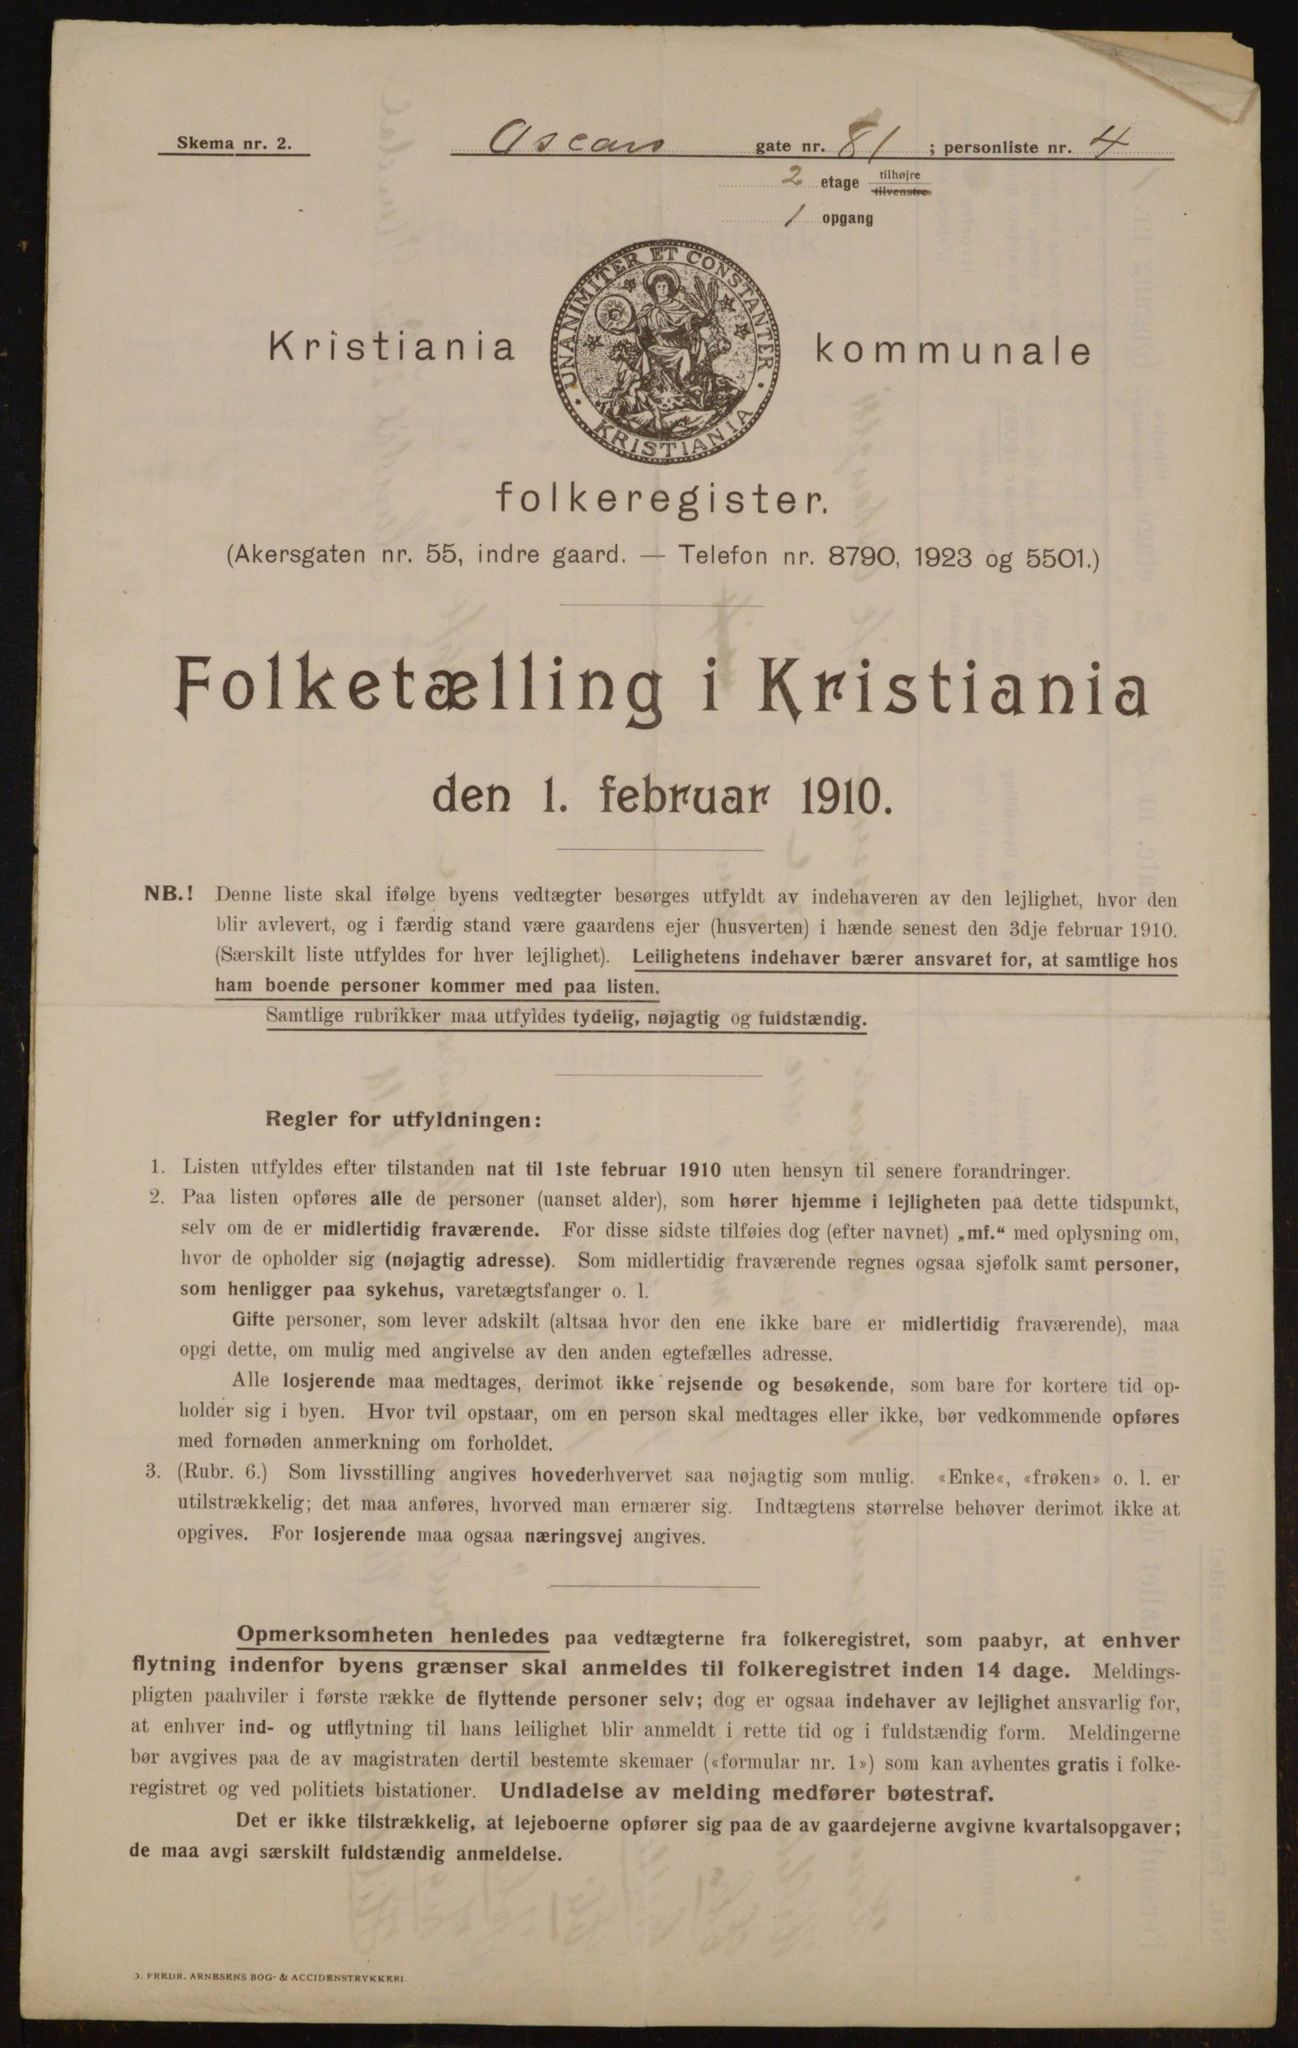 Skema nr. 2.
Oscars gate nr. 81 ; personliste nr. 4
2 etage tilhøjre
tilvenstre
1 opgang
UNANIMITER ET CONSTANTER
KRISTIANIA
Kristiania kommunale
folkeregister.
(Akersgaten nr. 55, indre gaard. — Telefon nr. 8790, 1923 og 5501.)
Folketælling i Kristiania
den 1. februar 1910.
NB.! Denne liste skal ifølge byens vedtægter besørges utfyldt av indehaveren av den lejlighet, hvor den
blir avlevert, og i færdig stand være gaardens ejer (husverten) i hænde senest den 3dje februar 1910.
(Særskilt liste utfyldes for hver lejlighet). Leilighetens indehaver bærer ansvaret for, at samtlige hos
ham boende personer kommer med paa listen.
Samtlige rubrikker maa utfyldes tydelig, nøjagtig og fuldstændig.
Regler for utfyldningen:
1. Listen utfyldes efter tilstanden nat til 1ste februar 1910 uten hensyn til senere forandringer.
2. Paa listen opføres alle de personer (uanset alder), som hører hjemme i lejligheten paa dette tidspunkt,
selv om de er midlertidig fraværende. For disse sidste tilføies dog (efter navnet) „mf.“ med oplysning om,
hvor de opholder sig (nøjagtig adresse). Som midlertidig fraværende regnes ogsaa sjøfolk samt personer,
som henligger paa sykehus, varetægtsfanger o. l.
Gifte personer, som lever adskilt (altsaa hvor den ene ikke bare er midlertidig fraværende), maa
opgi dette, om mulig med angivelse av den anden egtefælles adresse.
Alle losjerende maa medtages, derimot ikke rejsende og besøkende, som bare for kortere tid op-
holder sig i byen. Hvor tvil opstaar, om en person skal medtages eller ikke, bør vedkommende opføres
med fornøden anmerkning om forholdet.
3. (Rubr. 6.) Som livsstilling angives hovederhvervet saa nøjagtig som mulig. «Enke«, «frøken» o. l. er
utilstrækkelig; det maa anføres, hvorved man ernærer sig. Indtægtens størrelse behøver derimot ikke at
opgives. For losjerende maa ogsaa næringsvej angives.
Opmerksomheten henledes paa vedtægterne fra folkeregistret, som paabyr, at enhver
flytning indenfor byens grænser skal anmeldes til folkeregistret inden 14 dage. Meldings-
pligten paahviler i første række de flyttende personer selv; dog er ogsaa indehaver av lejlighet ansvarlig for,
at enhver ind- og utflytning til hans leilighet blir anmeldt i rette tid og i fuldstændig form. Meldingerne
bør avgives paa de av magistraten dertil bestemte skemaer («formular nr. 1») som kan avhentes gratis i folke-
registret og ved politiets bistationer. Undladelse av melding medfører bøtestraf.
Det er ikke tilstrækkelig, at lejeboerne opfører sig paa de av gaardejerne avgivne kvartalsopgaver;
de maa avgi særskilt fuldstændig anmeldelse.
FREDR. ARNESENS BOG- & ACCIDENSTRYKKERI.